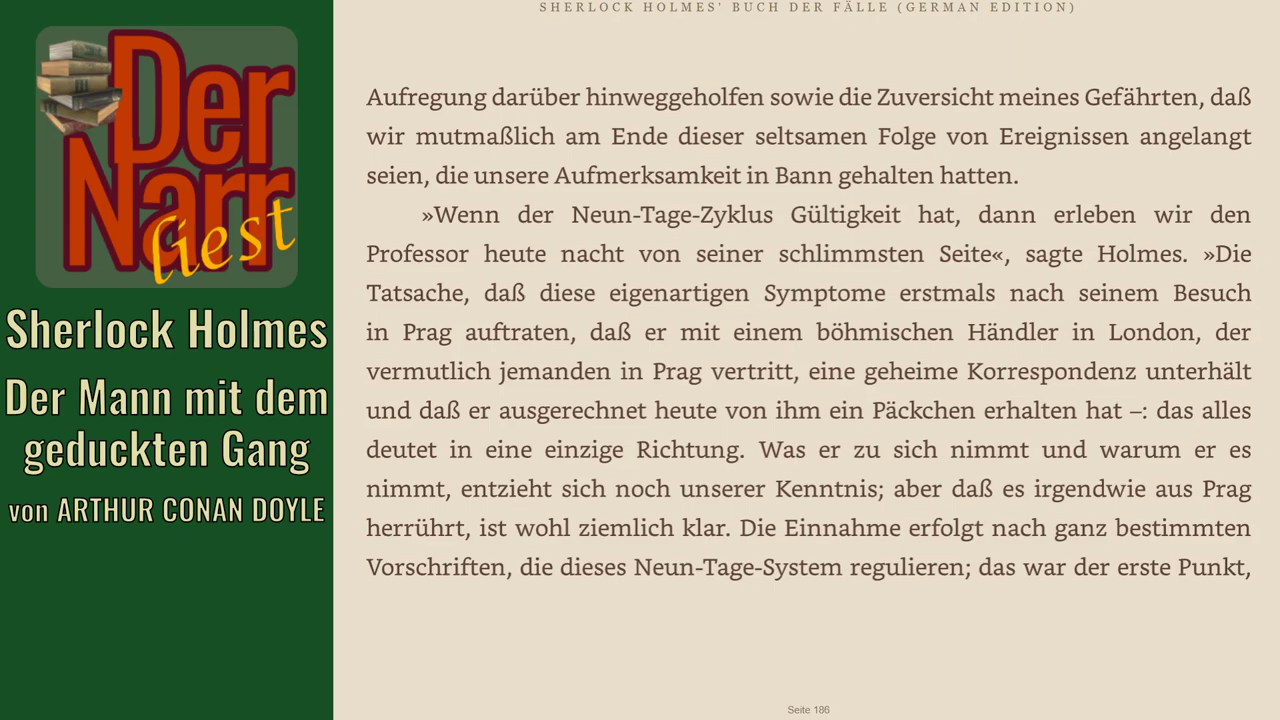 Der
Narr
liest
Sherlock Holmes
Der Mann mit dem
geduckten Gang
von ARTHUR CONAN DOYLE
SHERLOCK HOLMES' BUCH DER FÄLLE (GERMAN EDITION)
Aufregung darüber hinweggeholfen sowie die Zuversicht meines Gefährten, daß
wir mutmaßlich am Ende dieser seltsamen Folge von Ereignissen angelangt
seien, die unsere Aufmerksamkeit in Bann gehalten hatten.
»Wenn der Neun-Tage-Zyklus Gültigkeit hat, dann erleben wir den
Professor heute nacht von seiner schlimmsten Seite«, sagte Holmes. »Die
Tatsache, daß diese eigenartigen Symptome erstmals nach seinem Besuch
in Prag auftraten, daß er mit einem böhmischen Händler in London, der
vermutlich jemanden in Prag vertritt, eine geheime Korrespondenz unterhält
und daß er ausgerechnet heute von ihm ein Päckchen erhalten hat –: das alles
deutet in eine einzige Richtung. Was er zu sich nimmt und warum er es
nimmt, entzieht sich noch unserer Kenntnis; aber daß es irgendwie aus Prag
herrührt, ist wohl ziemlich klar. Die Einnahme erfolgt nach ganz bestimmten
Vorschriften, die dieses Neun-Tage-System regulieren; das war der erste Punkt,
Seite 186